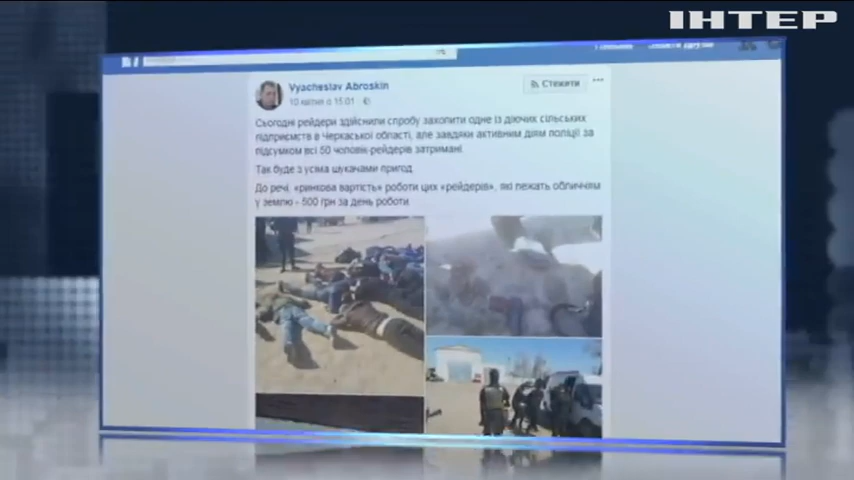 ІНТЕР
Vyacheslav Abroskin
10 квітня о 15:01
Стежити
Сьогодні рейдери здійснили спробу захопити одне із діючих сільських
підприємств в Черкаської області, але завдяки активним діям поліції за
підсумком всі 50 чоловік-рейдерів затримані.
Так буде з усіма шукачами пригод.
До речі, «ринкова вартість» роботи цих «рейдерів», які лежать обличчям
у землю - 500 грн за день роботи.